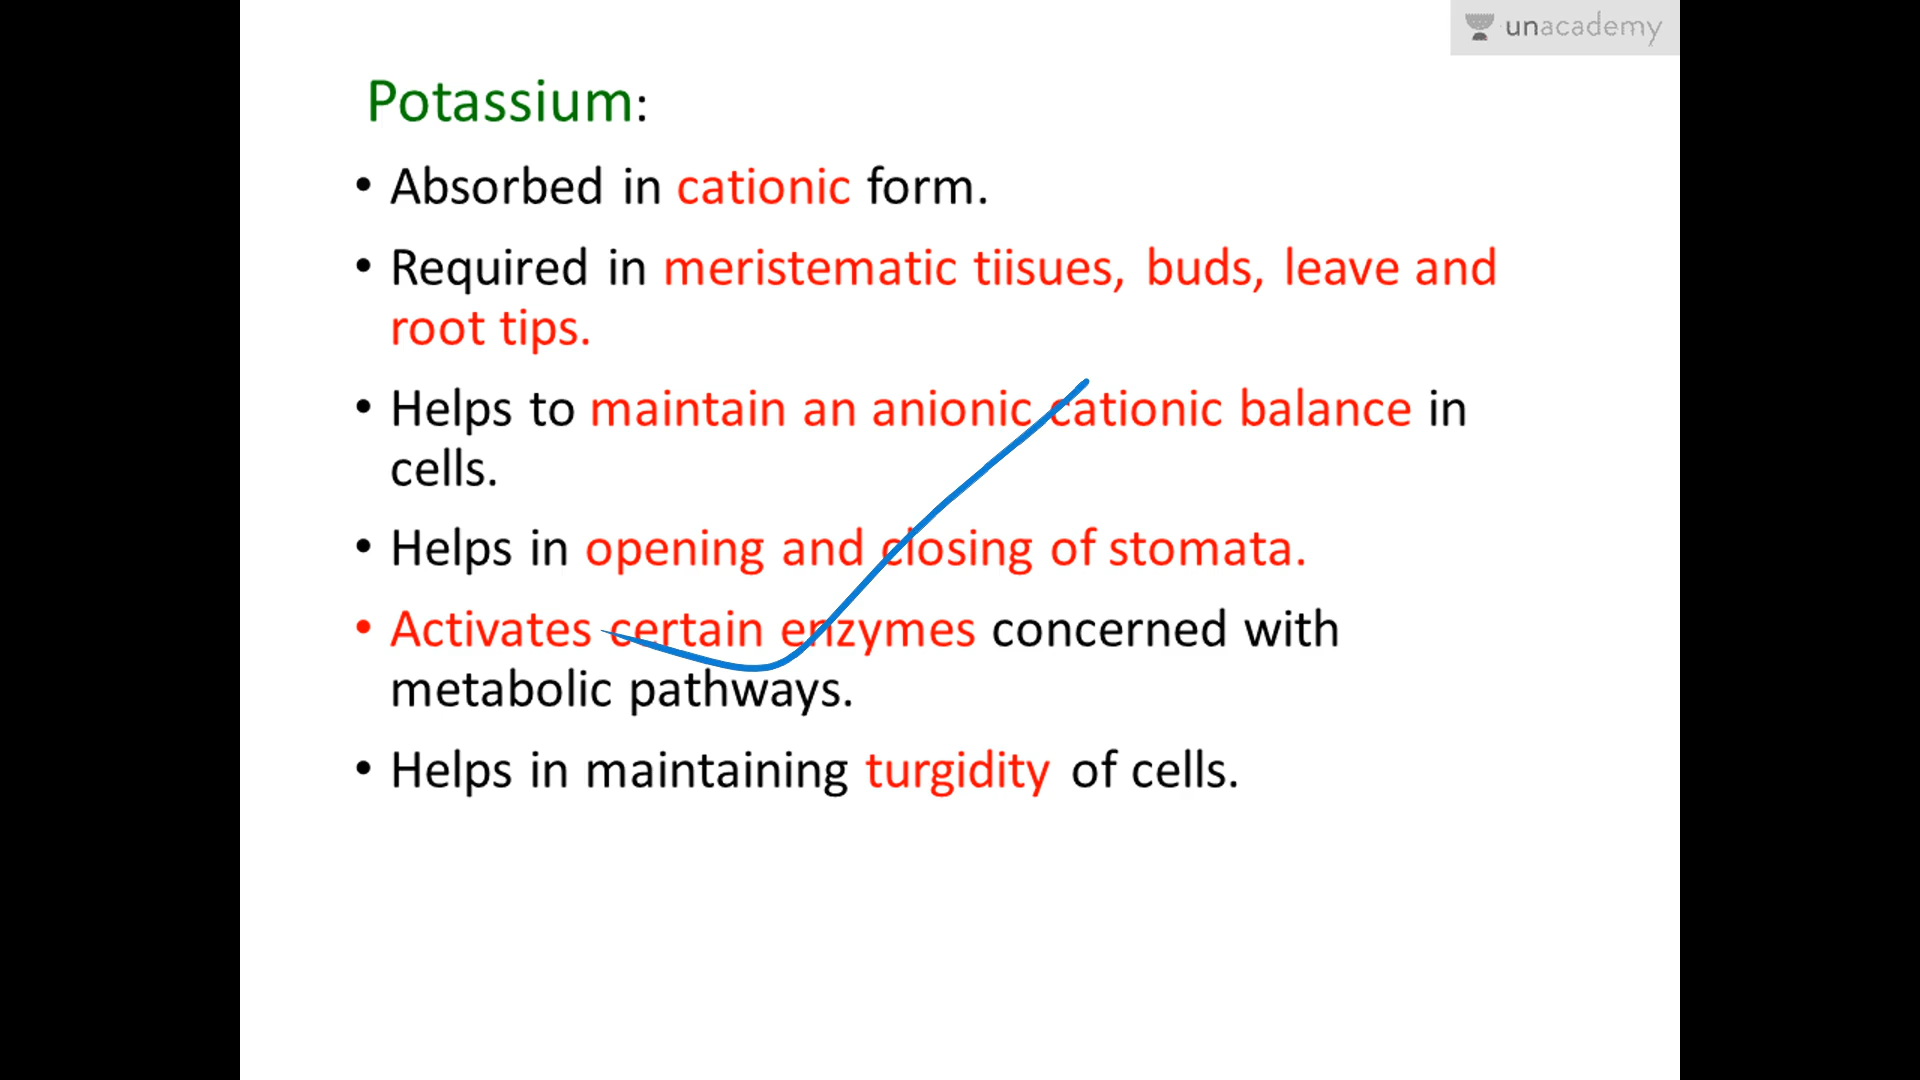 unacademy
Potassium:
• Absorbed in cationic form.
• Required in meristematic tiisues, buds, leave and
root tips.
• Helps to maintain an anionic cationic balance in
cells.
• Helps in opening and closing of stomata.
• Activates certain enzymes concerned with
metabolic pathways.
• Helps in maintaining turgidity of cells.